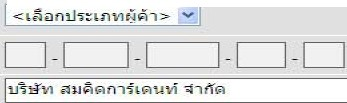 <เลือกประเภทผู้ค้า>
- - - -
บริษัท สมคิดการ์เดนท์ จำกัด